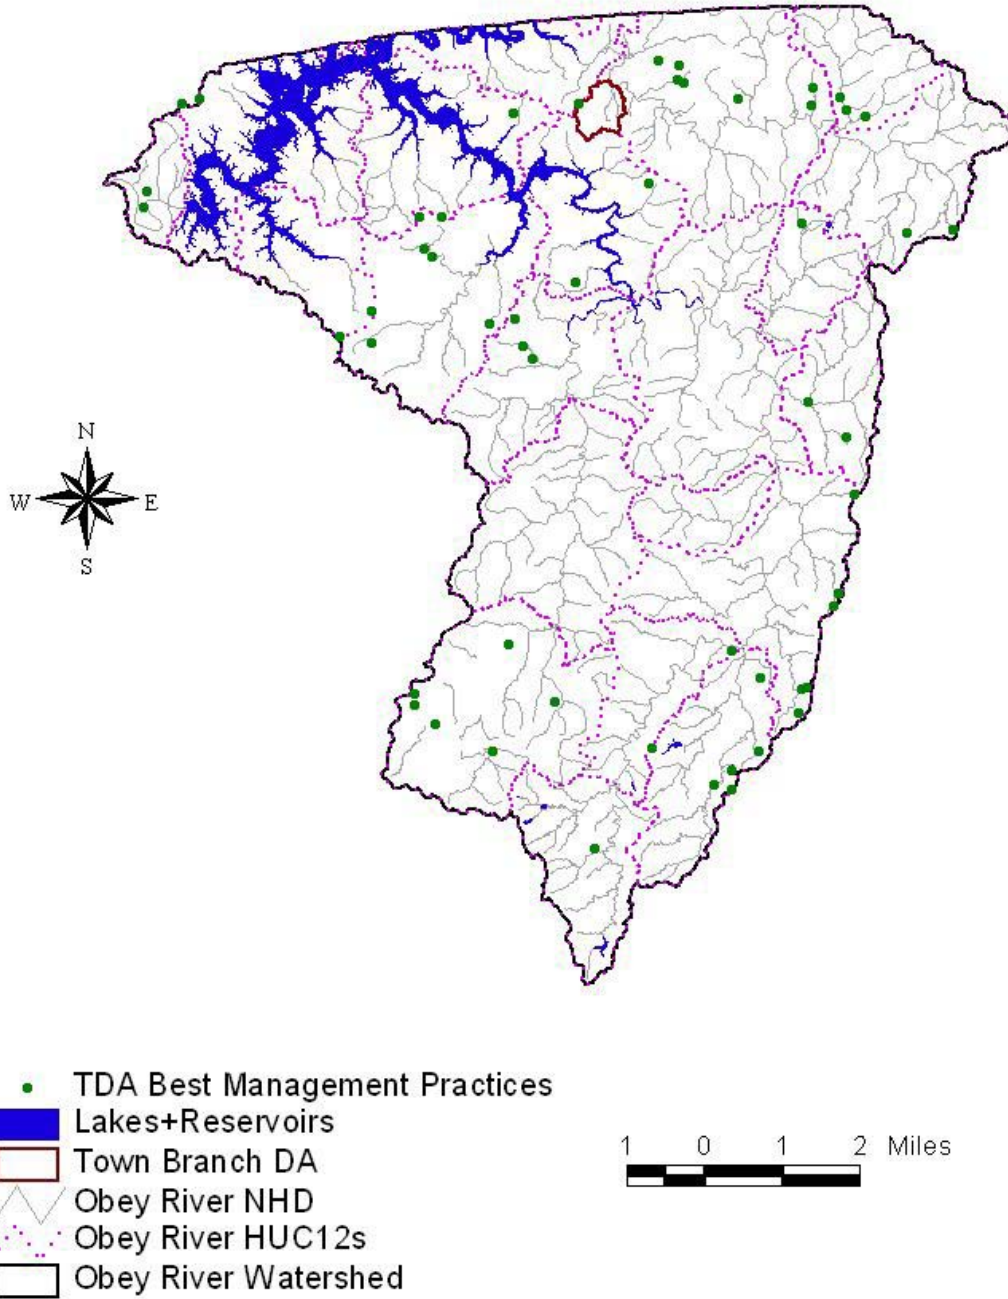 N
W E
S
TDA Best Management Practices
Lakes+Reservoirs
Town Branch DA
Obey River NHD
Obey River HUC12s
Obey River Watershed
1 0 1 2 Miles